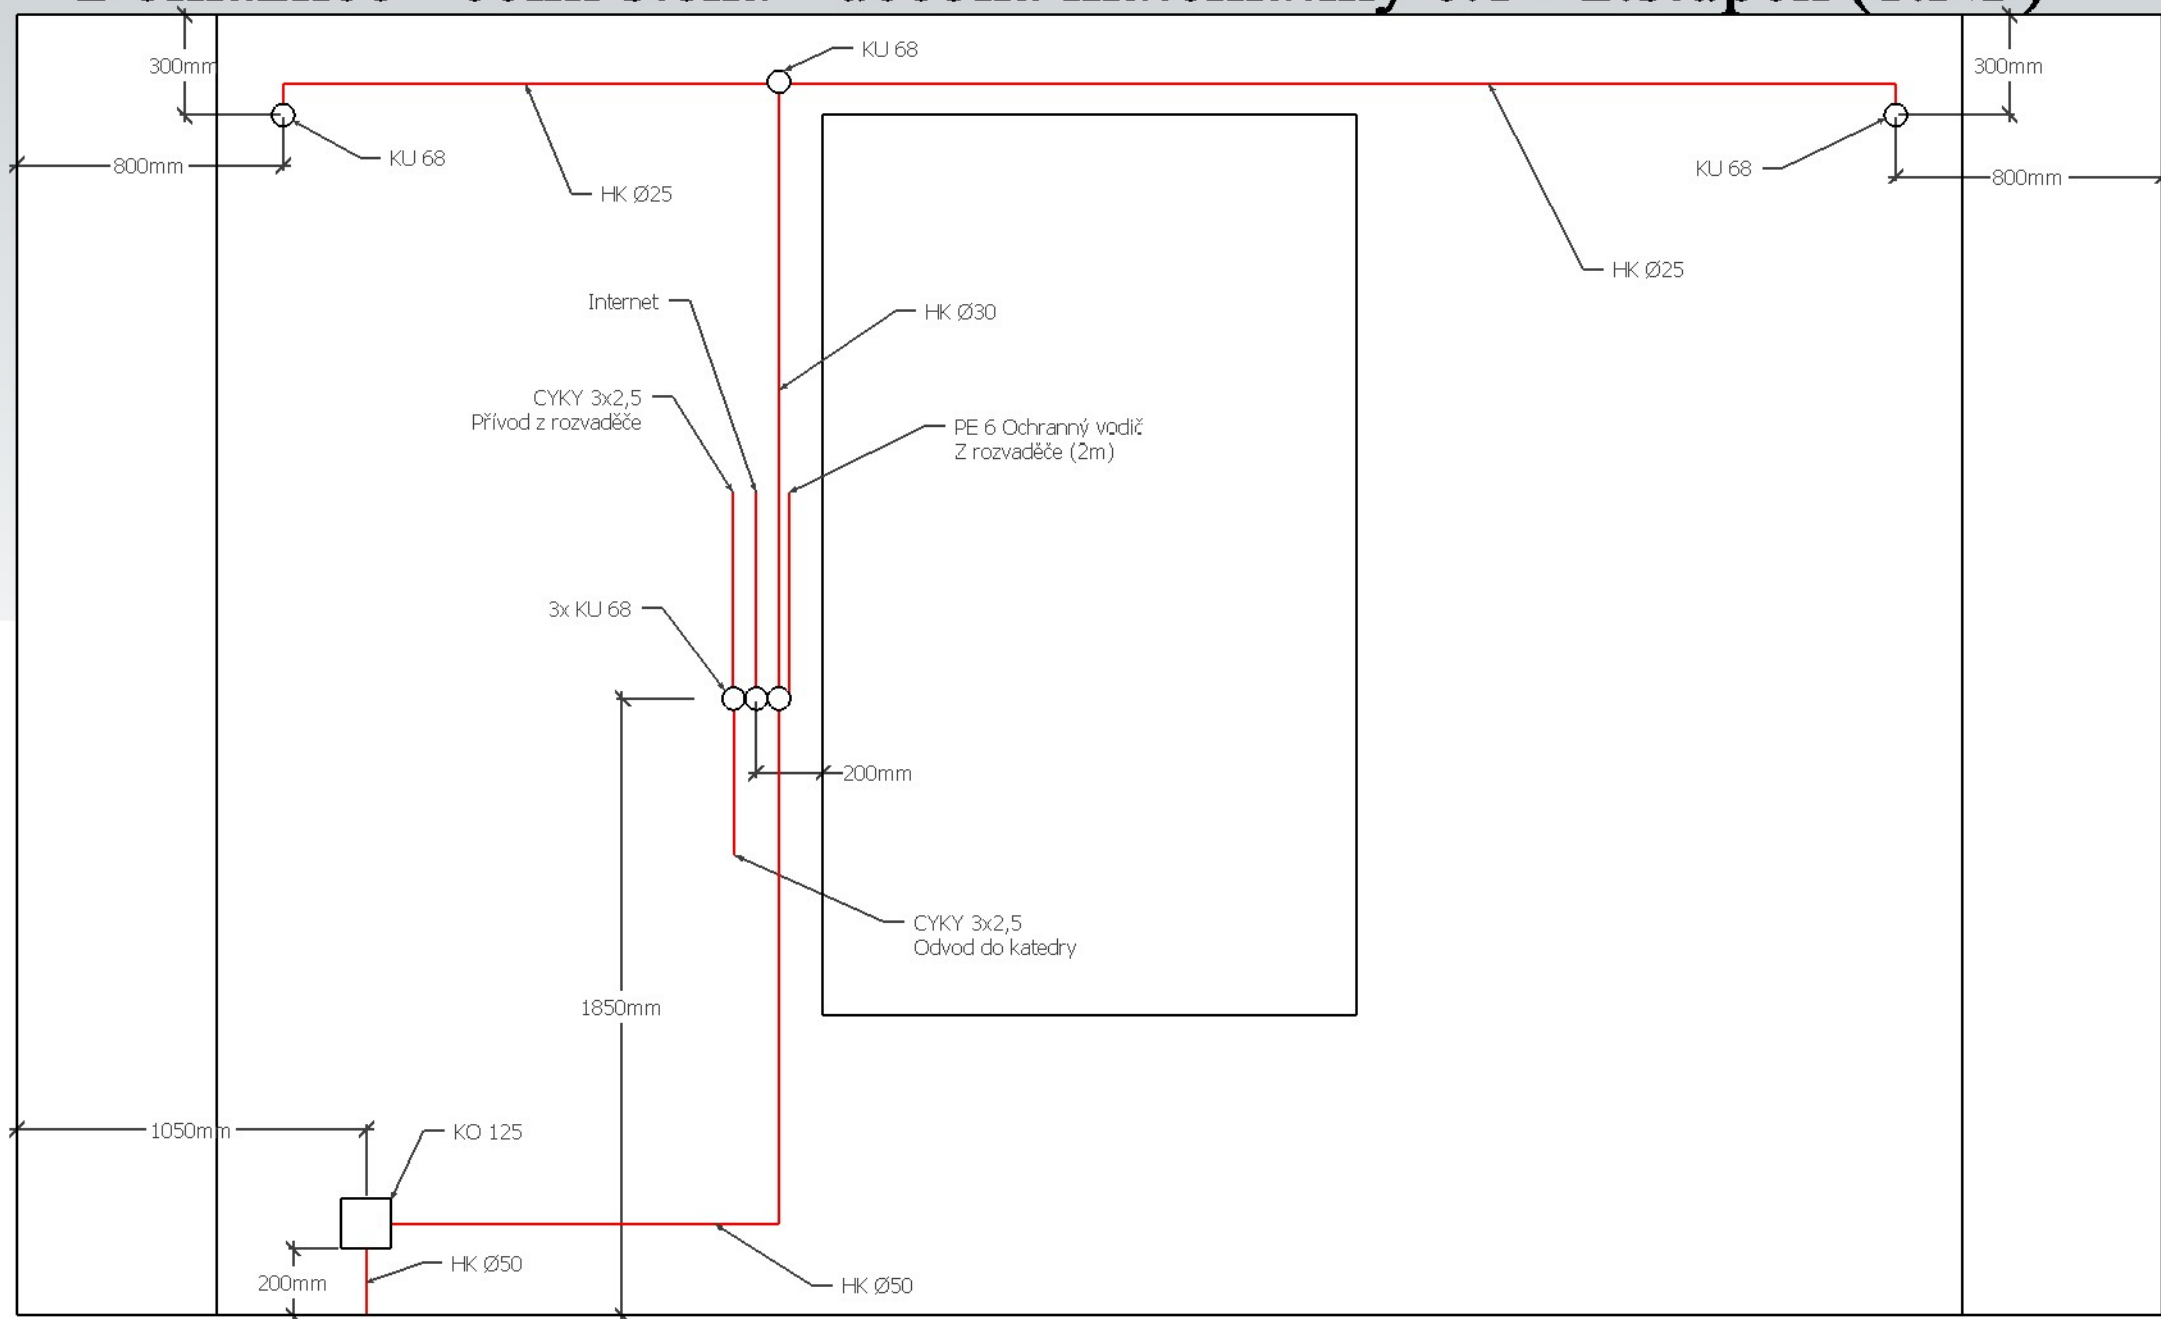 KU 68
300mm
300mm
KU 68
800mm
KU 68
800mm
HK Ø25
HK Ø25
Internet
HK Ø30
CYKY 3x2,5
Přívod z rozvaděče
PE 6 Ochranný vodič
Z rozvaděče (2m)
3x KU 68
200mm
CYKY 3x2,5
Odvod do katedry
1850mm
1050mm
KO 125
HK Ø50
200mm
HK Ø50